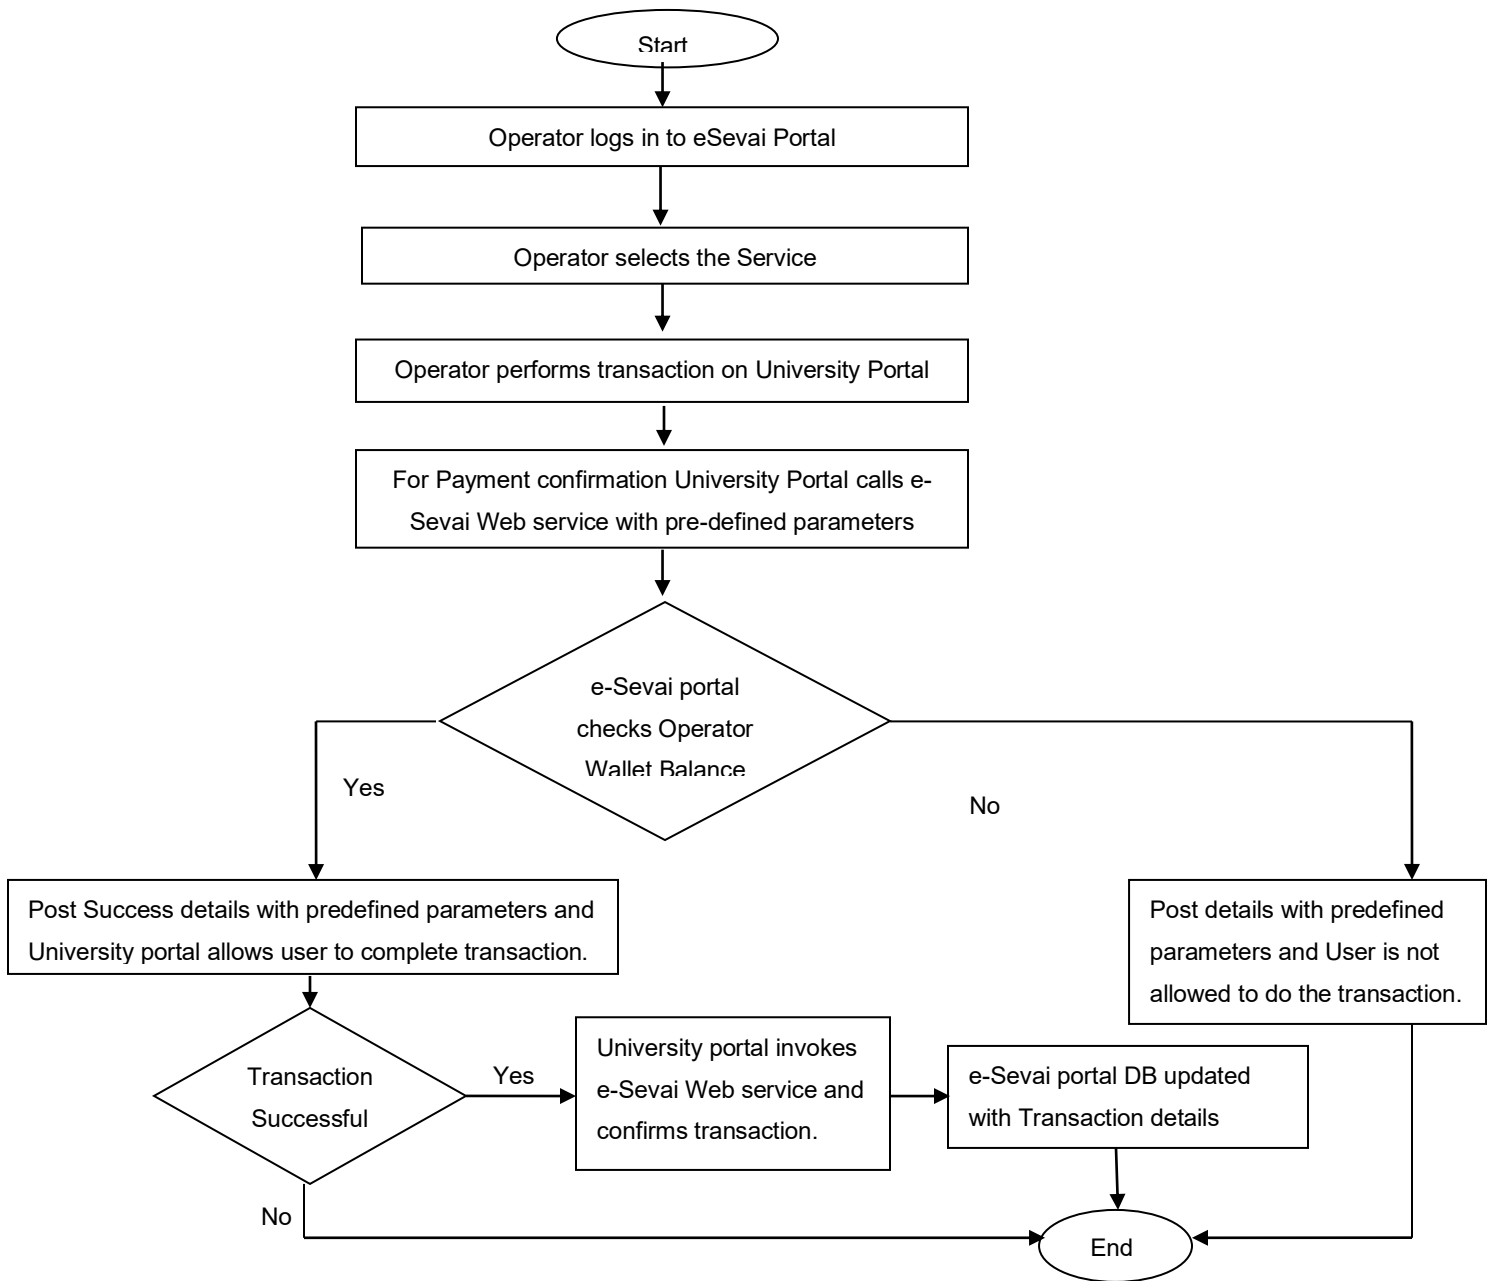 Start
Operator logs in to eSevai Portal
Operator selects the Service
Operator performs transaction on University Portal
For Payment confirmation University Portal calls e-
Sevai Web service with pre-defined parameters
e-Sevai portal
checks Operator
Wallet Balance
Yes
No
Post Success details with predefined parameters and
University portal allows user to complete transaction.
Post details with predefined
parameters and User is not
allowed to do the transaction.
Transaction
Successful
Yes
University portal invokes
e-Sevai Web service and
confirms transaction.
e-Sevai portal DB updated
with Transaction details
No
End